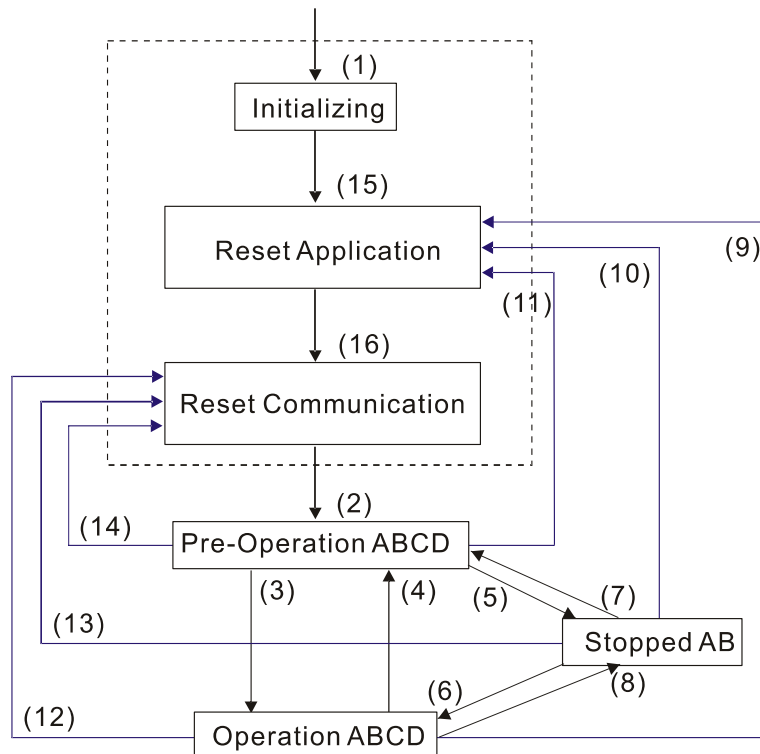 (1)
Initializing
(15)
Reset Application
(9)
(10)
(11)
(16)
Reset Communication
(2)
(14)
Pre-Operation ABCD
(3)
(4)
(5)
(7)
(13)
Stopped AB
(6)
(8)
(12)
Operation ABCD